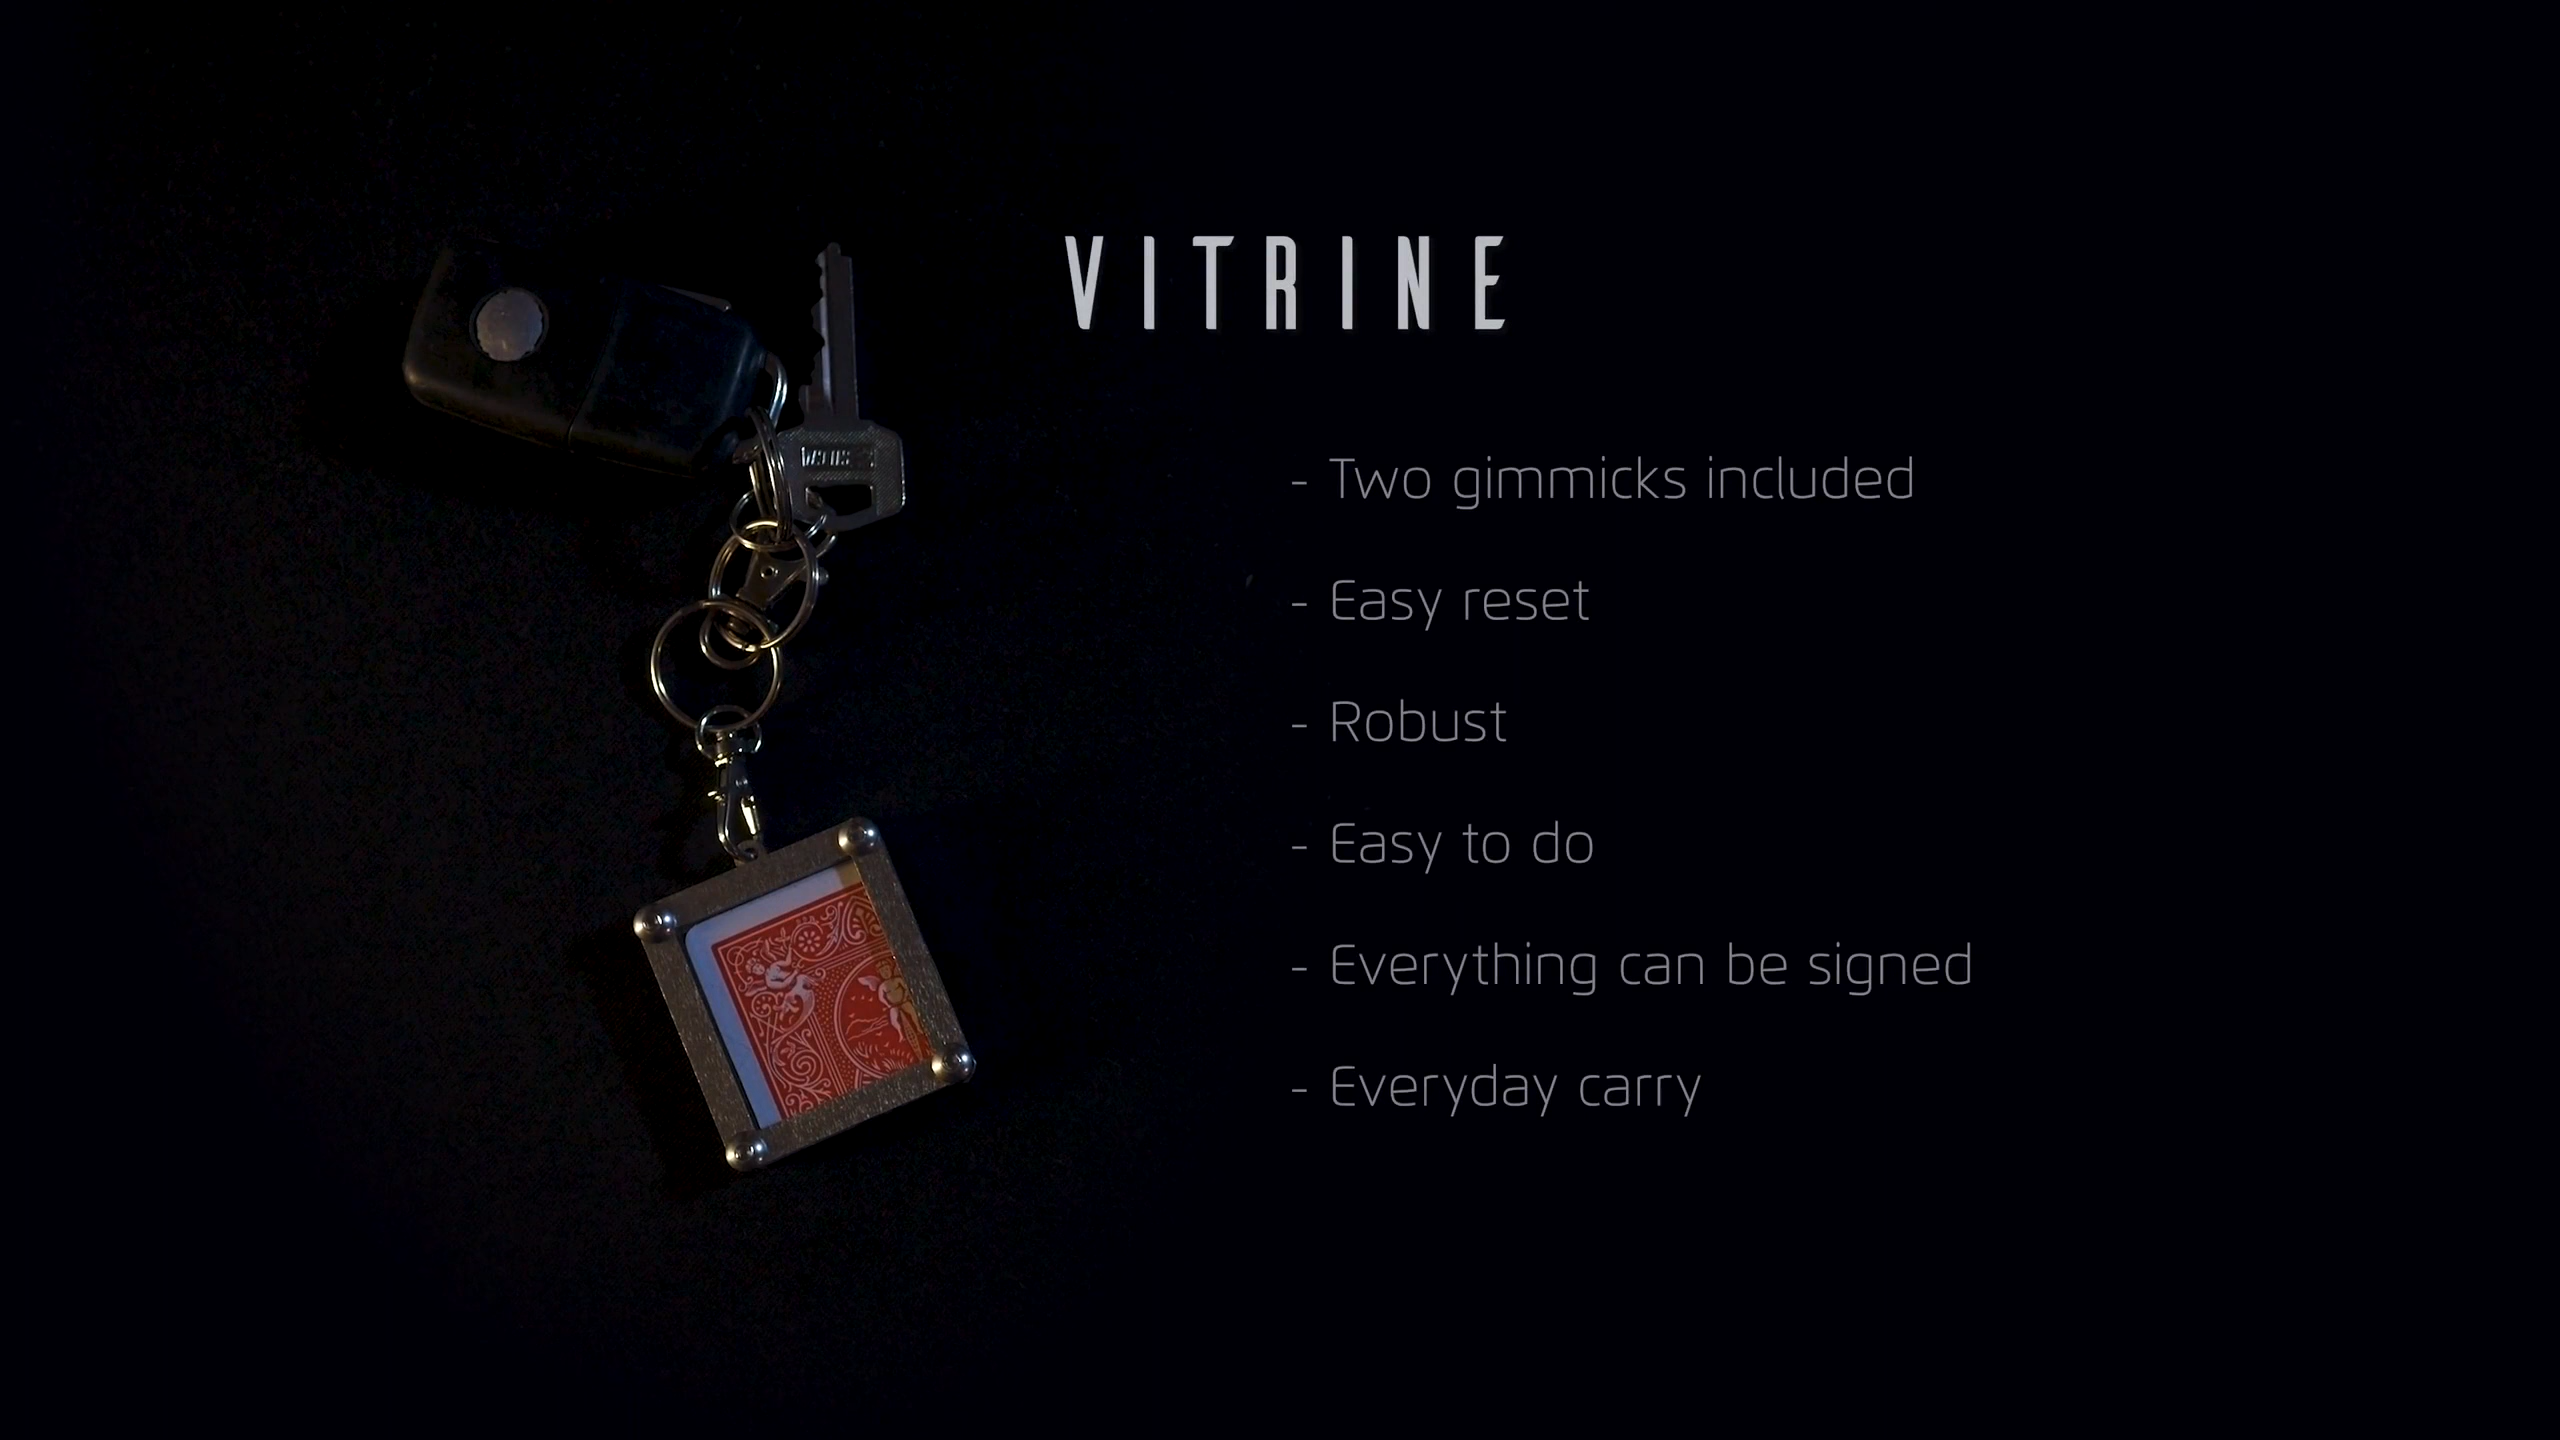 VITRINE
- Two gimmicks included
- Easy reset
- Robust
- Easy to do
- Everything can be signed
- Everyday carry